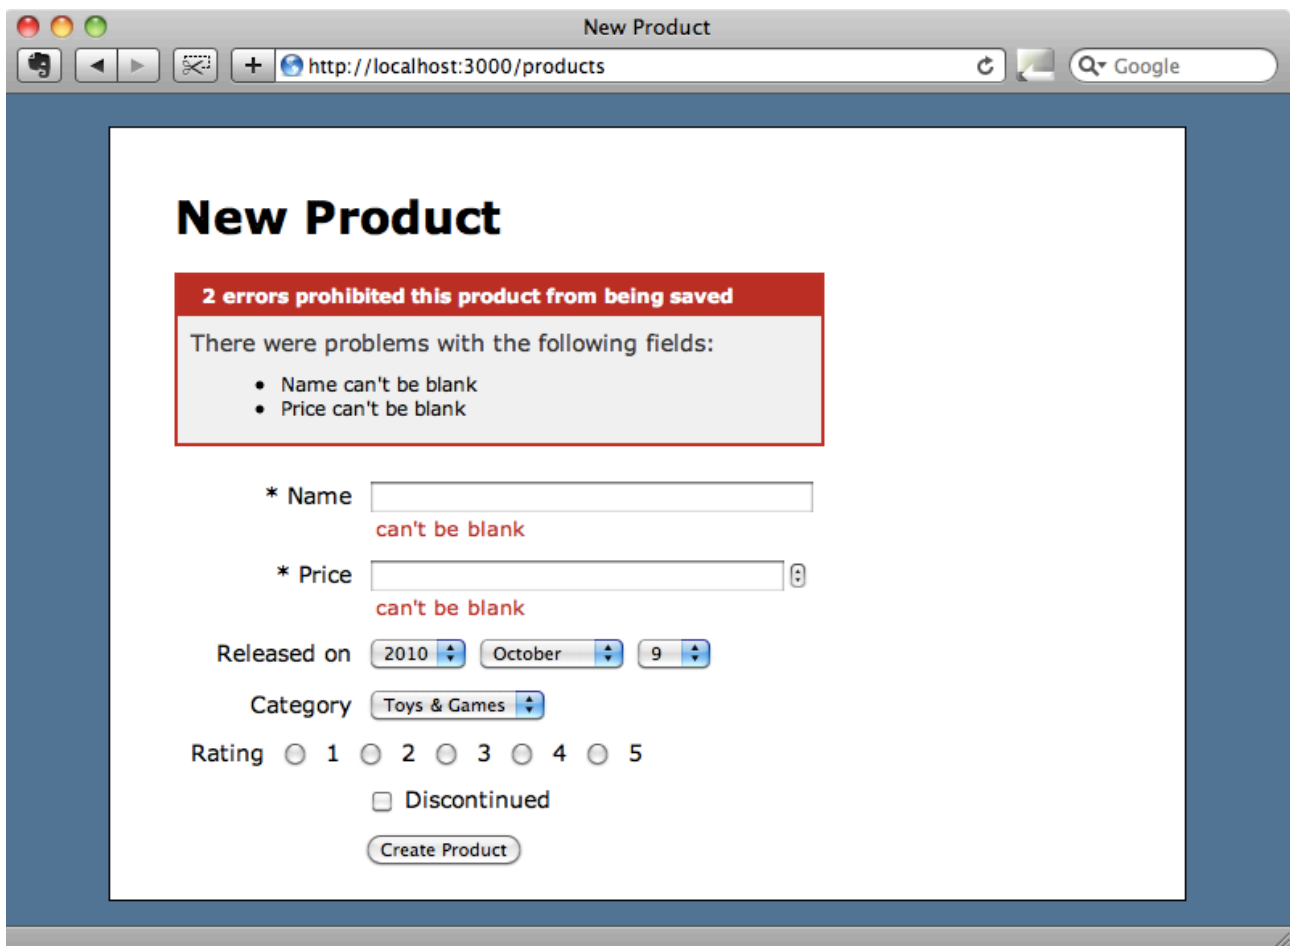 New Product
http://localhost:3000/products
Google
New Product
2 errors prohibited this product from being saved
There were problems with the following fields:
• Name can't be blank
• Price can't be blank
* Name
can't be blank
* Price
can't be blank
Released on 2010 October 9
Category Toys & Games
Rating 1 2 3 4 5
Discontinued
Create Product